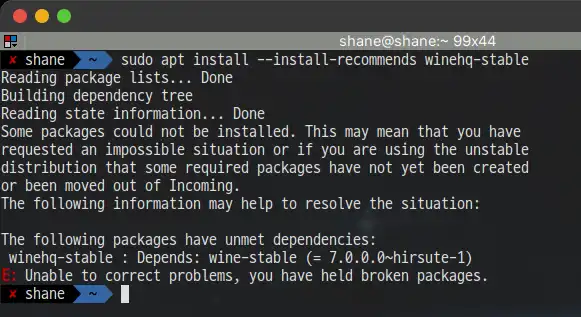 shane@shane:~ 99x44
✘ shane ~ sudo apt install --install-recommends winehq-stable
Reading package lists... Done
Building dependency tree
Reading state information... Done
Some packages could not be installed. This may mean that you have
requested an impossible situation or if you are using the unstable
distribution that some required packages have not yet been created
or been moved out of Incoming.
The following information may help to resolve the situation:
The following packages have unmet dependencies:
winehq-stable : Depends: wine-stable (= 7.0.0.0~hirsute-1)
E: Unable to correct problems, you have held broken packages.
✘ shane ~